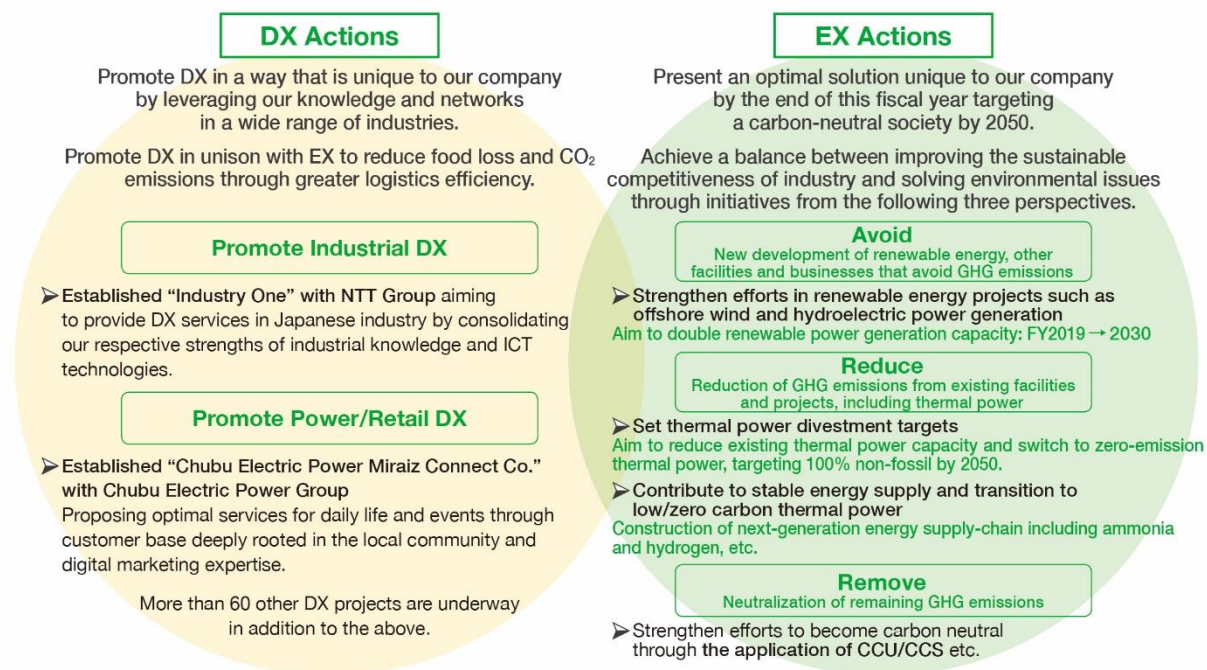 DX Actions
Promote DX in a way that is unique to our company
by leveraging our knowledge and networks
in a wide range of industries.
Promote DX in unison with EX to reduce food loss and CO₂
emissions through greater logistics efficiency.
Promote Industrial DX
➢Established “Industry One” with NTT Group aiming
to provide DX services in Japanese industry by consolidating
our respective strengths of industrial knowledge and ICT
technologies.
Promote Power/Retail DX
➢Established “Chubu Electric Power Miraiz Connect Co.”
with Chubu Electric Power Group
Proposing optimal services for daily life and events through
customer base deeply rooted in the local community and
digital marketing expertise.
More than 60 other DX projects are underway
in addition to the above.
EX Actions
Present an optimal solution unique to our company
by the end of this fiscal year targeting
a carbon-neutral society by 2050.
Achieve a balance between improving the sustainable
competitiveness of industry and solving environmental issues
through initiatives from the following three perspectives.
Avoid
New development of renewable energy, other
facilities and businesses that avoid GHG emissions
➢Strengthen efforts in renewable energy projects such as
offshore wind and hydroelectric power generation
Aim to double renewable power generation capacity: FY2019 → 2030
Reduce
Reduction of GHG emissions from existing facilities
and projects, including thermal power
➢Set thermal power divestment targets
Aim to reduce existing thermal power capacity and switch to zero-emission
thermal power, targeting 100% non-fossil by 2050.
➢Contribute to stable energy supply and transition to
low/zero carbon thermal power
Construction of next-generation energy supply-chain including ammonia
and hydrogen, etc.
Remove
Neutralization of remaining GHG emissions
➢Strengthen efforts to become carbon neutral
through the application of CCU/CCS etc.